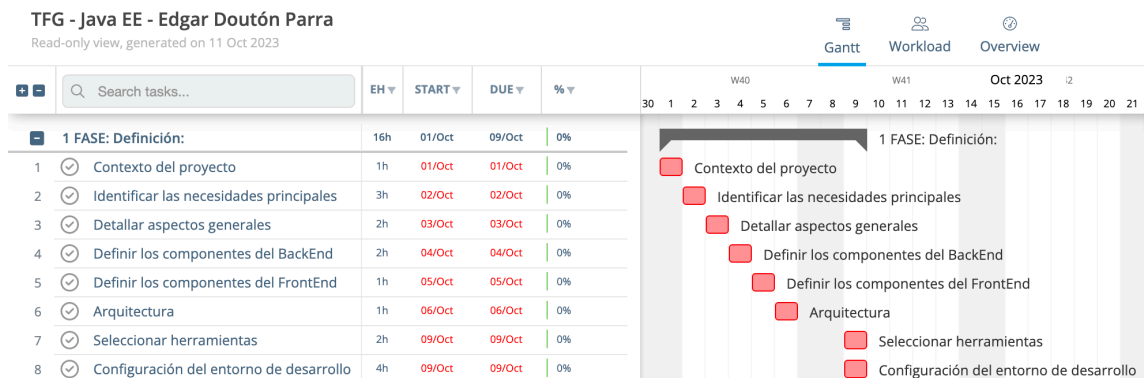 TFG - Java EE - Edgar Doutón Parra
Read-only view, generated on 11 Oct 2023
Gantt Workload Overview
Search tasks... EH START DUE %
W40 W41 Oct 2023
30 1 2 3 4 5 6 7 8 9 10 11 12 13 14 15 16 17 18 19 20 21
1 FASE: Definición: 16h 01/Oct 09/Oct 0% 1 FASE: Definición:
1 Contexto del proyecto 1h 01/Oct 01/Oct 0% Contexto del proyecto
2 Identificar las necesidades principales 3h 02/Oct 02/Oct 0% Identificar las necesidades principales
3 Detallar aspectos generales 2h 03/Oct 03/Oct 0% Detallar aspectos generales
4 Definir los componentes del BackEnd 2h 04/Oct 04/Oct 0% Definir los componentes del BackEnd
5 Definir los componentes del FrontEnd 1h 05/Oct 05/Oct 0% Definir los componentes del FrontEnd
6 Arquitectura 1h 06/Oct 06/Oct 0% Arquitectura
7 Seleccionar herramientas 2h 09/Oct 09/Oct 0% Seleccionar herramientas
8 Configuración del entorno de desarrollo 4h 09/Oct 09/Oct 0% Configuración del entorno de desarrollo